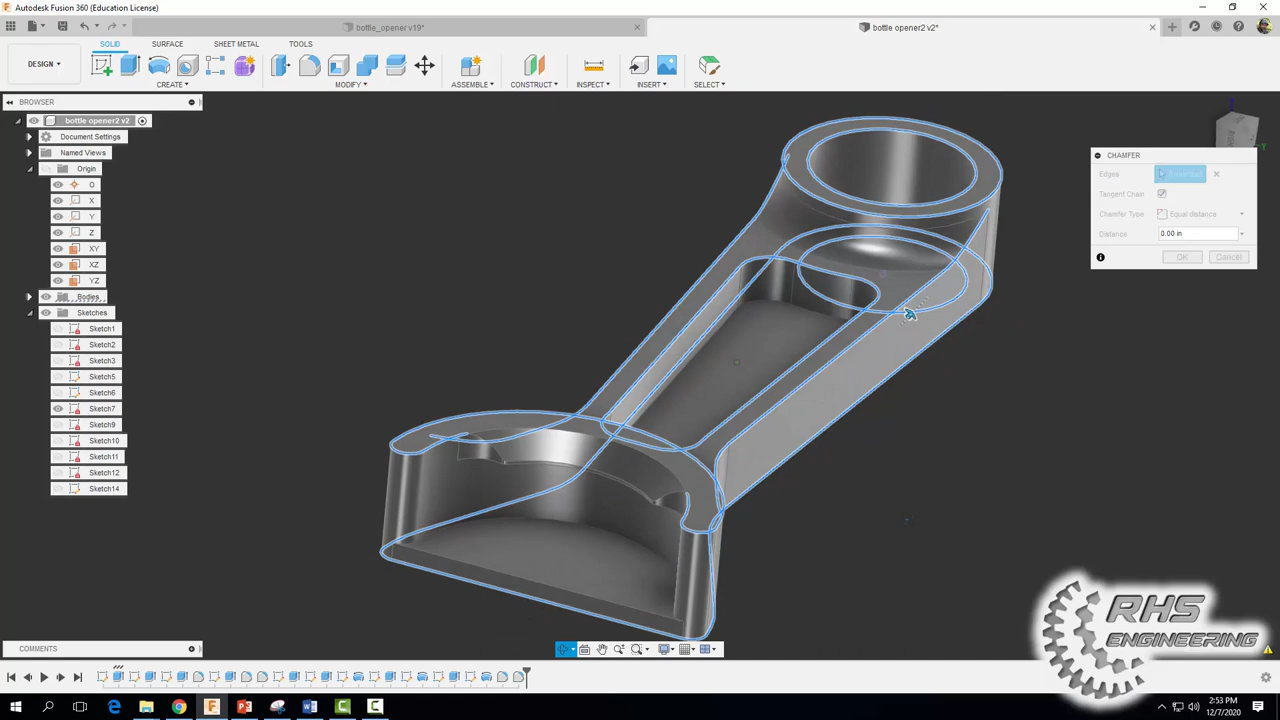 Autodesk Fusion 360 (Education License)
bottle_opener v19*
bottle opener2 v2*
SOLID SURFACE SHEET METAL TOOLS
DESIGN
CREATE MODIFY ASSEMBLE CONSTRUCT INSPECT INSERT SELECT
BROWSER
bottle opener2 v2
Document Settings
Named Views
Origin
O
X
Y
Z
XY
XZ
YZ
Bodies
Sketches
Sketch1
Sketch2
Sketch3
Sketch5
Sketch6
Sketch7
Sketch9
Sketch10
Sketch11
Sketch12
Sketch14
CHAMFER
Edges
Tangent Chain
Chamfer Type Equal distance
Distance 0.00 in
OK Cancel
COMMENTS
RHS
ENGINEERING
2:53 PM
12/7/2020